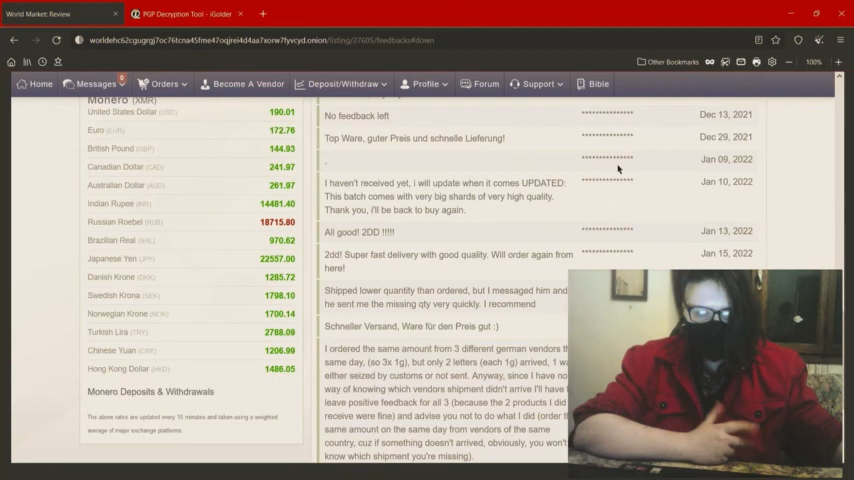 World Market: Review
PGP Decryption Tool - iGolder
worldehc62cgugrgj7oc76tcna45fme47oqjrei4d4aa7xorw7fyvcyd.onion/listing/27605/feedbacks#down
Other Bookmarks
100%
Home
Messages
0
Orders
Become A Vendor
Deposit/Withdraw
Profile
Forum
Support
Bible
Monero (XMR)
United States Dollar (USD) 190.01
Euro (EUR) 172.76
British Pound (GBP) 144.93
Canadian Dollar (CAD) 241.97
Australian Dollar (AUD) 261.97
Indian Rupee (INR) 14481.40
Russian Roebel (RUB) 18715.80
Brazilian Real (BRL) 970.62
Japanese Yen (JPY) 22557.00
Danish Krone (DKK) 1285.72
Swedish Krona (SEK) 1798.10
Norwegian Krone (NOK) 1700.14
Turkish Lira (TRY) 2788.09
Chinese Yuan (CNY) 1206.99
Hong Kong Dollar (HKD) 1486.05
Monero Deposits & Withdrawals
The above rates are updated every 15 minutes and taken using a weighted
average of major exchange platforms.
No feedback left *************** Dec 13, 2021
Top Ware, guter Preis und schnelle Lieferung! *************** Dec 29, 2021
. *************** Jan 09, 2022
I haven't received yet, i will update when it comes UPDATED: *************** Jan 10, 2022
This batch comes with very big shards of very high quality.
Thank you, i'll be back to buy again.
All good! 2DD !!!!! *************** Jan 13, 2022
2dd! Super fast delivery with good quality. Will order again from *************** Jan 15, 2022
here!
Shipped lower quantity than ordered, but I messaged him and
he sent me the missing qty very quickly. I recommend
Schneller Versand, Ware für den Preis gut :)
I ordered the same amount from 3 different german vendors th
same day, (so 3x 1g), but only 2 letters (each 1g) arrived, 1 wa
either seized by customs or not sent. Anyway, since I have no
way of knowing which vendors shipment didn't arrive I'll have
leave positive feedback for all 3 (because the 2 products I did
receive were fine) and advise you not to do what I did (order th
same amount on the same day from vendors of the same
country, cuz if something doesn't arrived, obviously, you won't
know which shipment you're missing).